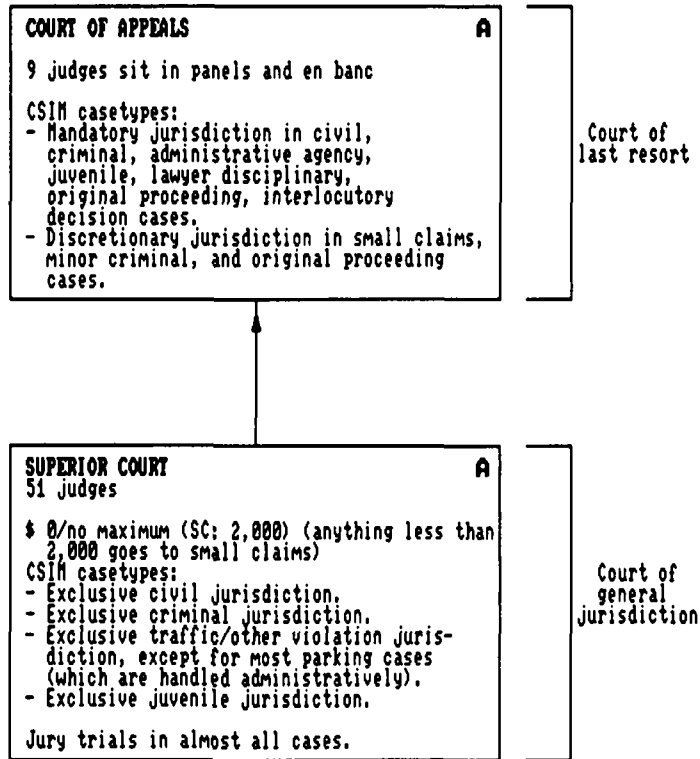 COURT OF APPEALS A
9 judges sit in panels and en banc
CSIM casetypes:
- Mandatory jurisdiction in civil,
criminal, administrative agency,
juvenile, lawyer disciplinary,
original proceeding, interlocutory
decision cases.
- Discretionary jurisdiction in small claims,
minor criminal, and original proceeding
cases.
Court of
last resort
SUPERIOR COURT A
51 judges
$ 0/no maximum (SC: 2,000) (anything less than
2,000 goes to small claims)
CSIM casetypes:
- Exclusive civil jurisdiction.
- Exclusive criminal jurisdiction.
- Exclusive traffic/other violation juris-
diction, except for most parking cases
(which are handled administratively).
- Exclusive juvenile jurisdiction.
Jury trials in almost all cases.
Court of
general
jurisdiction